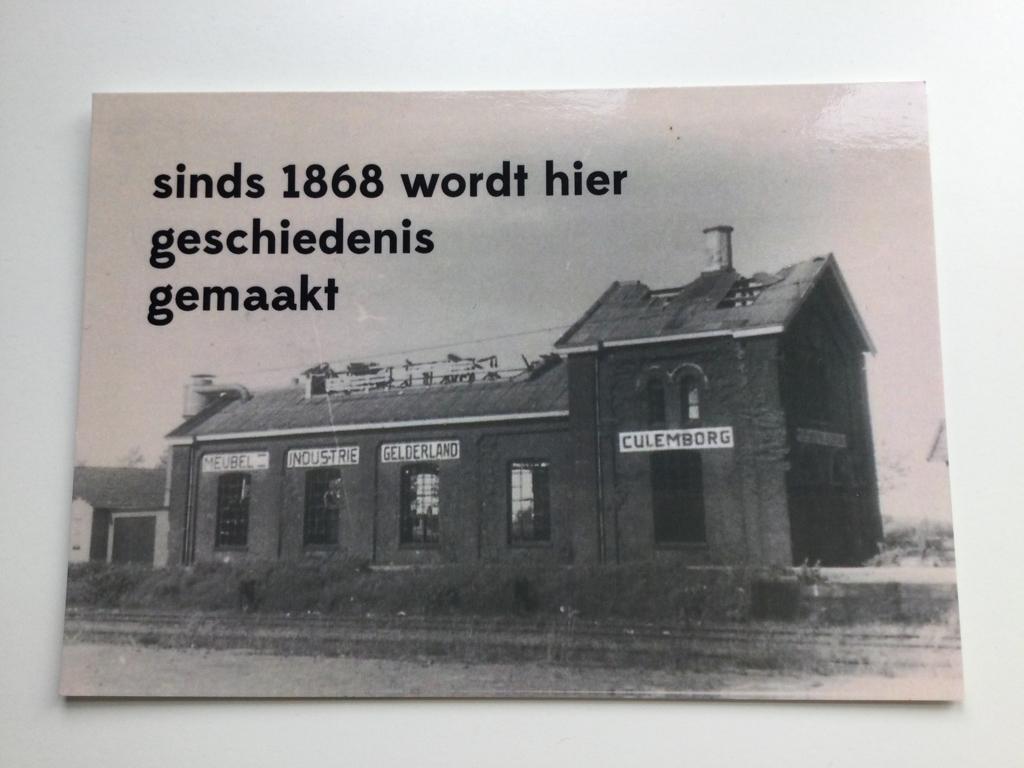 sinds 1868 wordt hier
geschiedenis
gemaakt
MEUBEL
INDUSTRIE
GELDERLAND
CULEMBORG